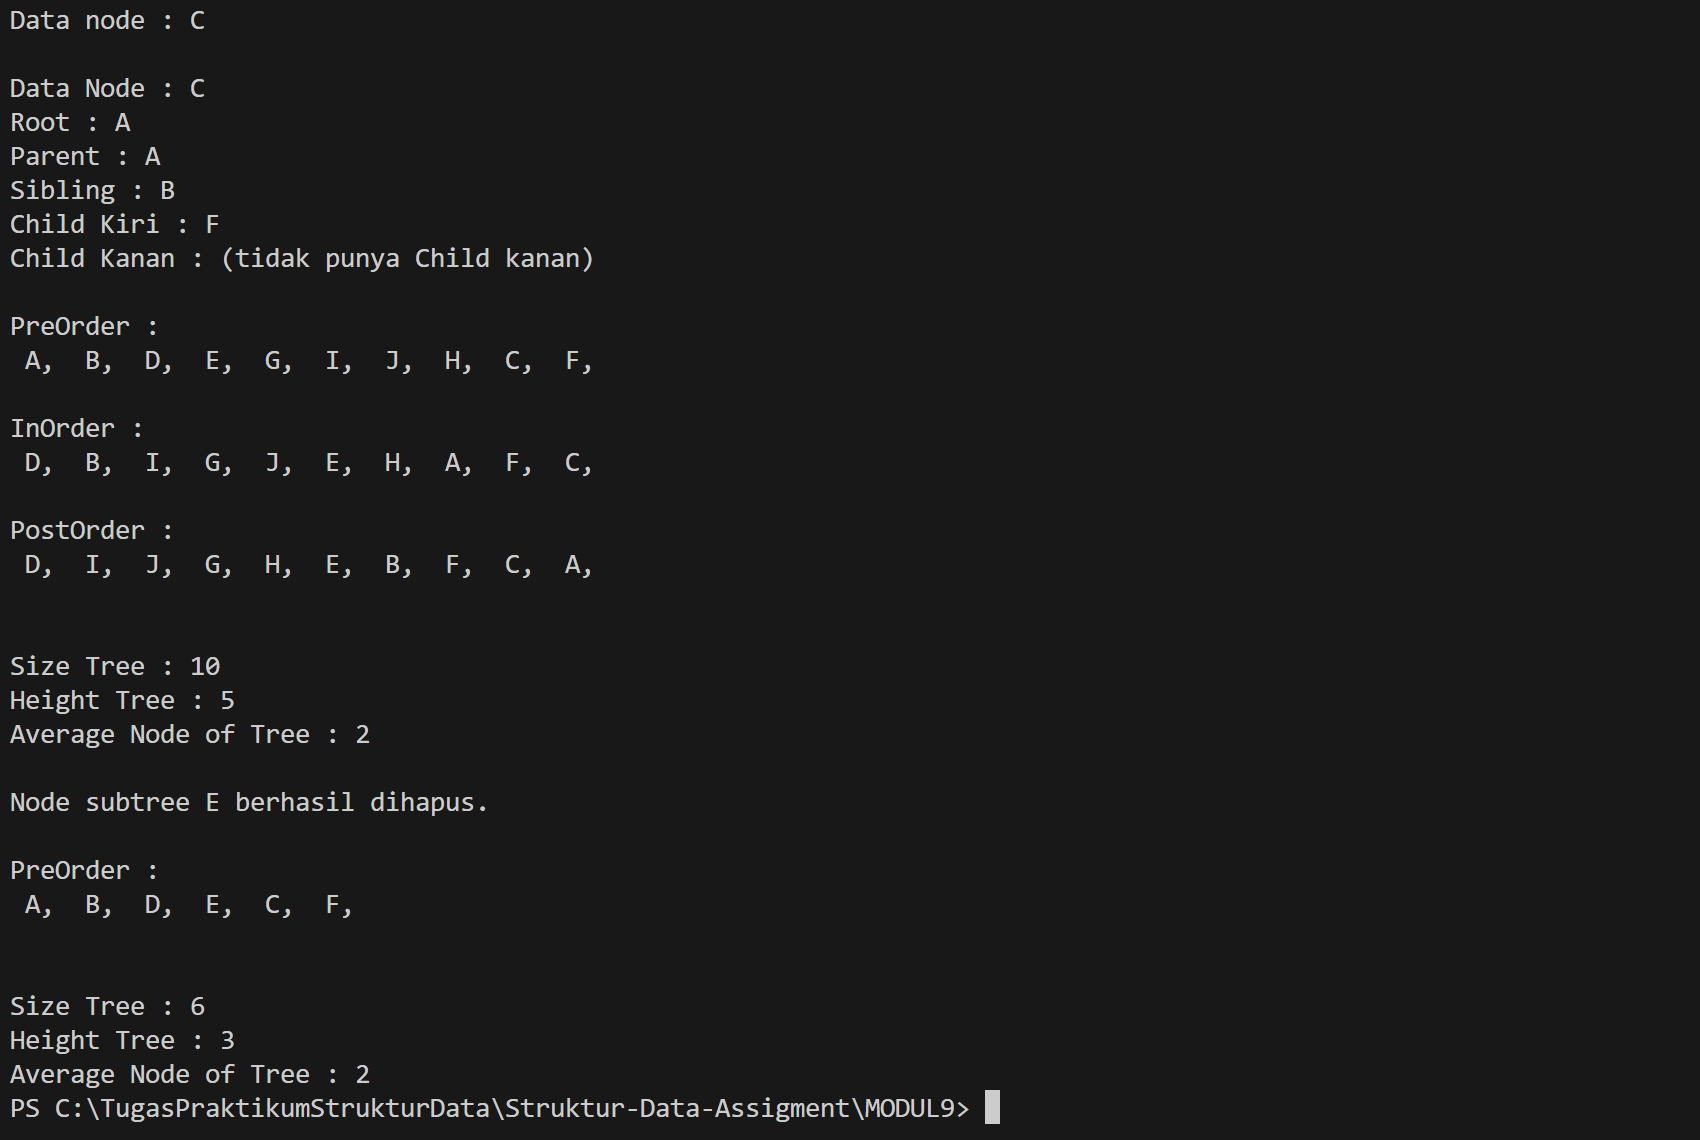 Data node : C
Data Node : C
Root : A
Parent : A
Sibling : B
Child Kiri : F
Child Kanan : (tidak punya Child kanan)
PreOrder :
A, B, D, E, G, I, J, H, C, F,
InOrder :
D, B, I, G, J, E, H, A, F, C,
PostOrder :
D, I, J, G, H, E, B, F, C, A,
Size Tree : 10
Height Tree : 5
Average Node of Tree : 2
Node subtree E berhasil dihapus.
PreOrder :
A, B, D, E, C, F,
Size Tree : 6
Height Tree : 3
Average Node of Tree : 2
PS C:\TugasPraktikumStrukturData\Struktur-Data-Assigment\MODUL9>